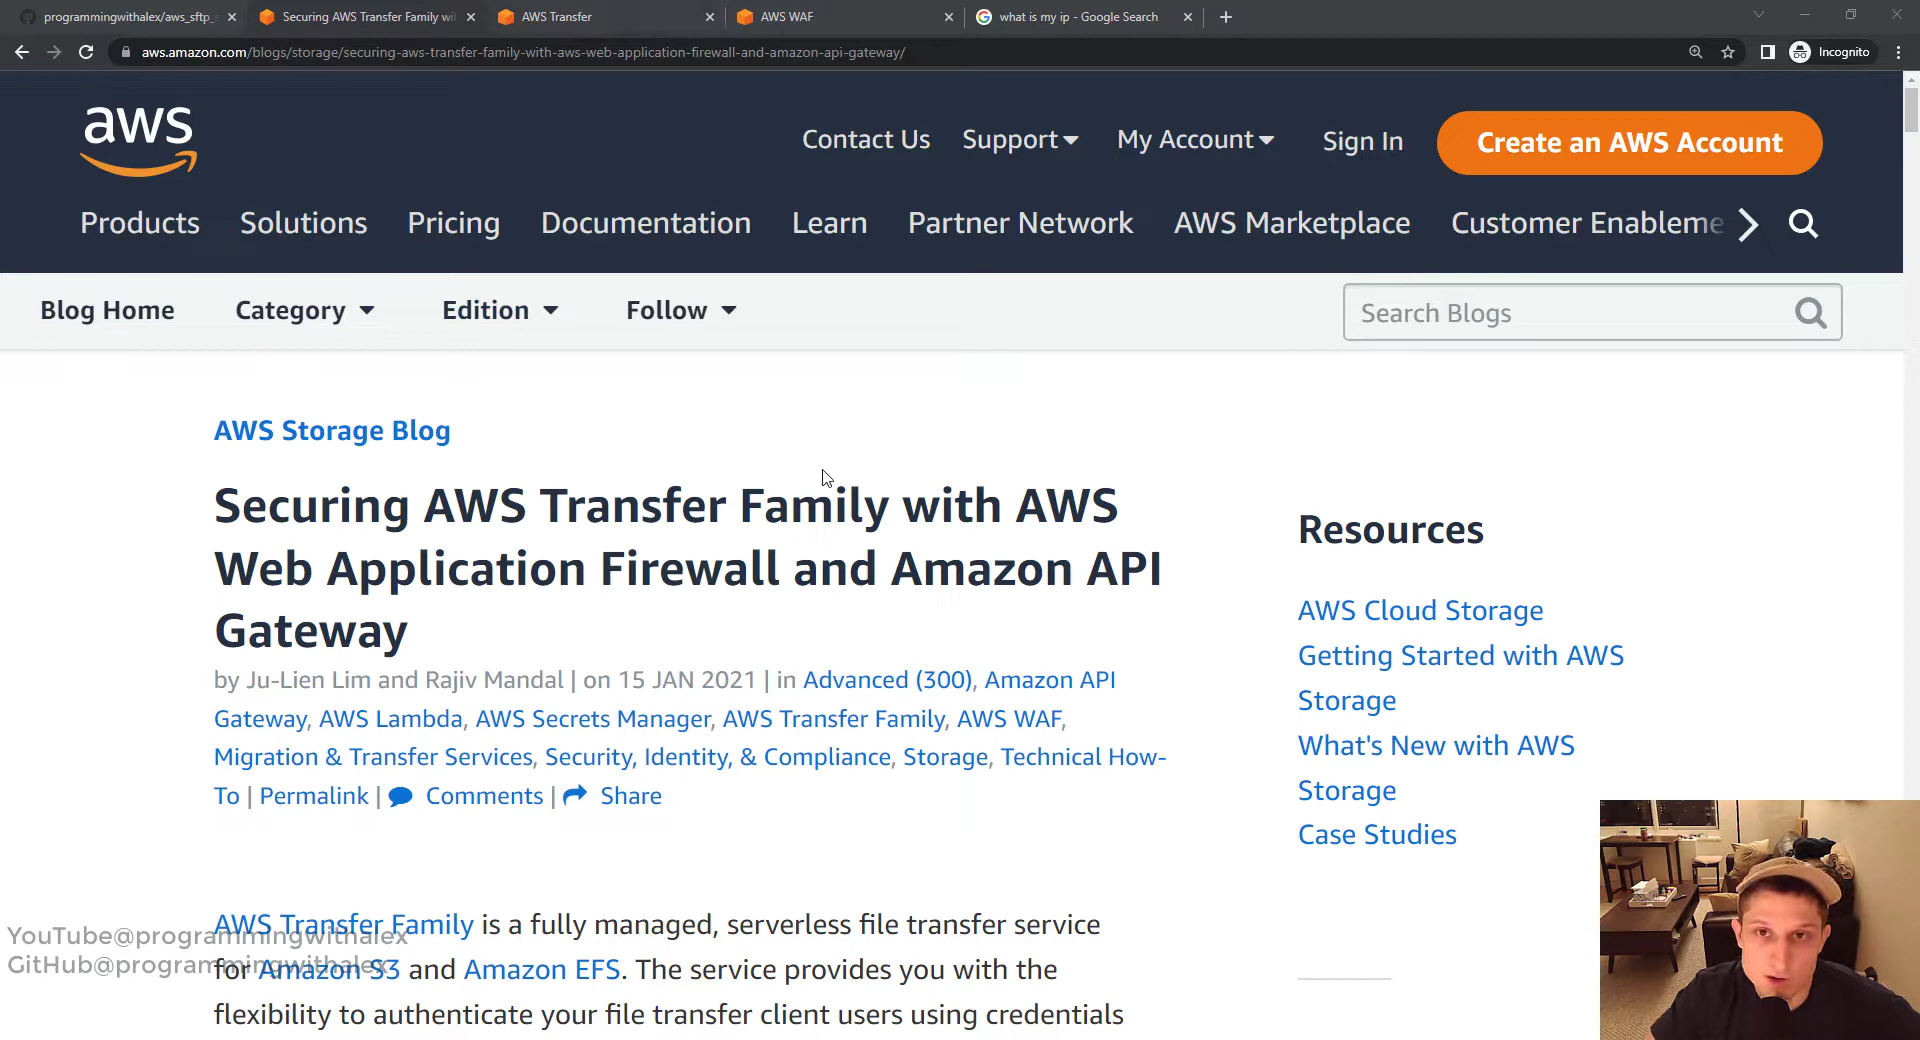 programmingwithalex/aws_sftp_s
Securing AWS Transfer Family wit
AWS Transfer
AWS WAF
what is my ip - Google Search
aws.amazon.com/blogs/storage/securing-aws-transfer-family-with-aws-web-application-firewall-and-amazon-api-gateway/
Incognito
aws
Contact Us
Support
My Account
Sign In
Create an AWS Account
Products
Solutions
Pricing
Documentation
Learn
Partner Network
AWS Marketplace
Customer Enableme
Blog Home
Category
Edition
Follow
Search Blogs
AWS Storage Blog
Securing AWS Transfer Family with AWS
Web Application Firewall and Amazon API
Gateway
by Ju-Lien Lim and Rajiv Mandal | on 15 JAN 2021 | in Advanced (300), Amazon API
Gateway, AWS Lambda, AWS Secrets Manager, AWS Transfer Family, AWS WAF,
Migration & Transfer Services, Security, Identity, & Compliance, Storage, Technical How-
To | Permalink | Comments | Share
AWS Transfer Family is a fully managed, serverless file transfer service
for Amazon S3 and Amazon EFS. The service provides you with the
flexibility to authenticate your file transfer client users using credentials
Resources
AWS Cloud Storage
Getting Started with AWS
Storage
What's New with AWS
Storage
Case Studies
YouTube@programmingwithalex
GitHub@programmingwithalex